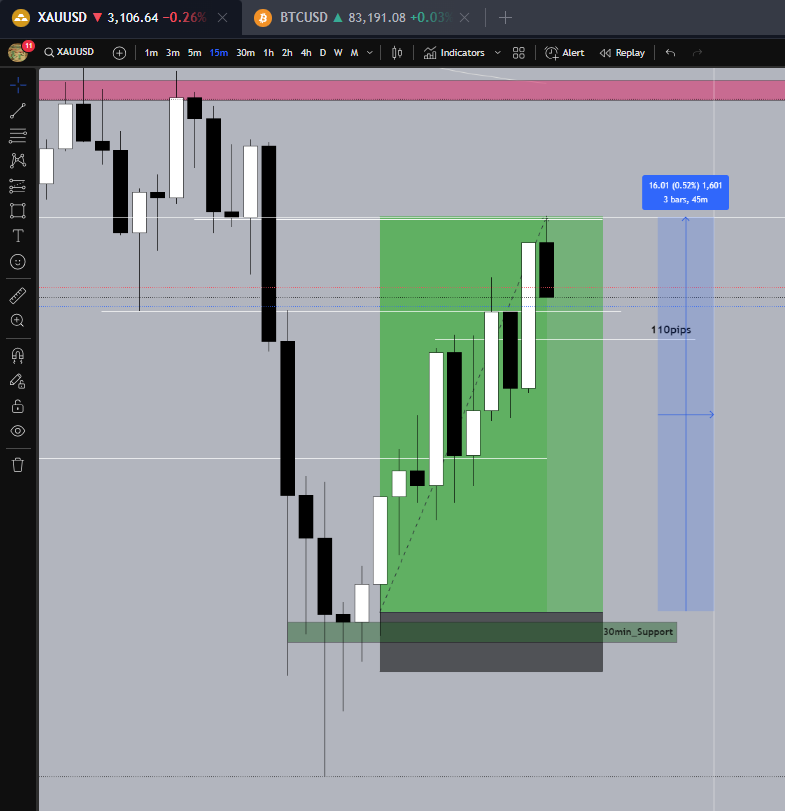 XAUUSD ▼ 3,106.64 −0.26%
BTCUSD ▲ 83,191.08 +0.03%
11
XAUUSD
1m 3m 5m 15m 30m 1h 2h 4h D W M
Indicators
Alert
Replay
16.01 (0.52%) 1,601
3 bars, 45m
110pips
30min_Support
T